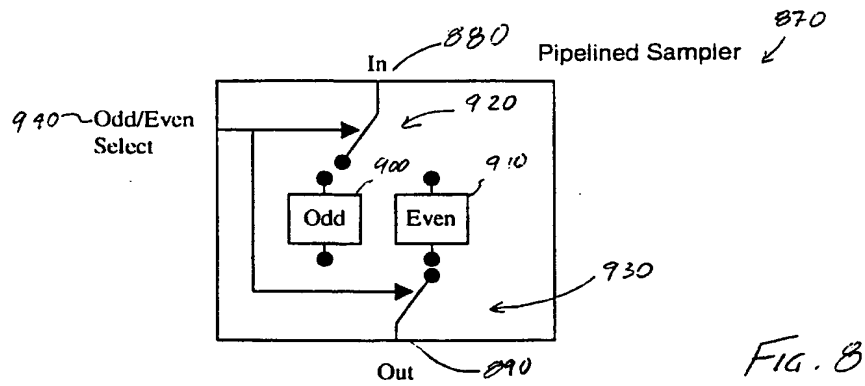 880
In
Pipelined Sampler
870
940 Odd/Even
Select
920
900
910
Odd
Even
930
Out
890
FIG. 8